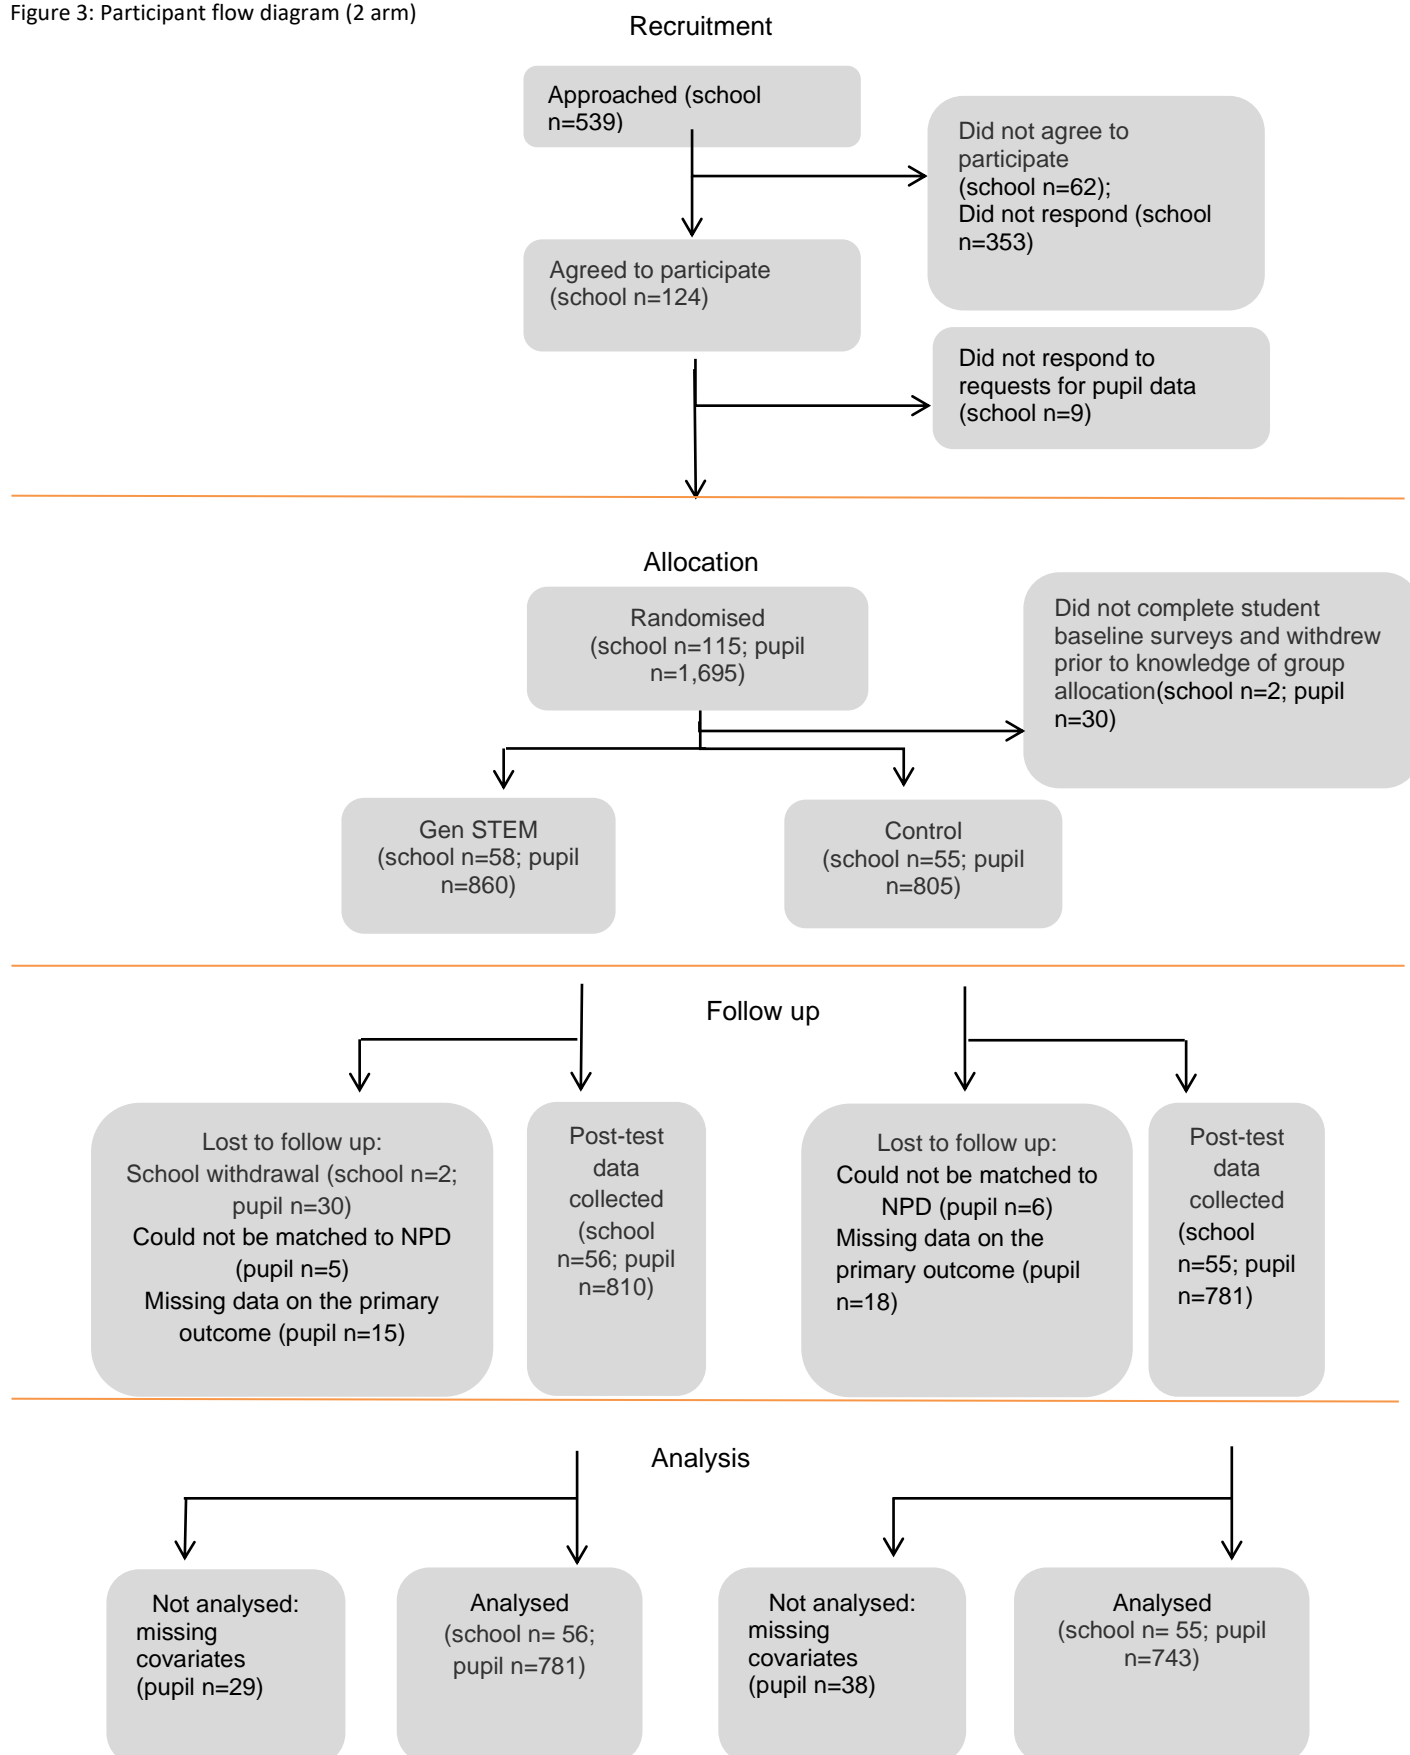 Figure 3: Participant flow diagram (2 arm)
Recruitment
Approached (school
n=539)
Did not agree to
participate
(school n=62);
Did not respond (school
n=353)
Agreed to participate
(school n=124)
Did not respond to
requests for pupil data
(school n=9)
Allocation
Randomised
(school n=115; pupil
n=1,695)
Did not complete student
baseline surveys and withdrew
prior to knowledge of group
allocation(school n=2; pupil
n=30)
Gen STEM
(school n=58; pupil
n=860)
Control
(school n=55; pupil
n=805)
Follow up
Lost to follow up:
School withdrawal (school n=2;
pupil n=30)
Could not be matched to NPD
(pupil n=5)
Missing data on the primary
outcome (pupil n=15)
Post-test
data
collected
(school
n=56; pupil
n=810)
Lost to follow up:
Could not be matched to
NPD (pupil n=6)
Missing data on the
primary outcome (pupil
n=18)
Post-test
data
collected
(school
n=55; pupil
n=781)
Analysis
Not analysed:
missing
covariates
(pupil n=29)
Analysed
(school n= 56;
pupil n=781)
Not analysed:
missing
covariates
(pupil n=38)
Analysed
(school n= 55; pupil
n=743)